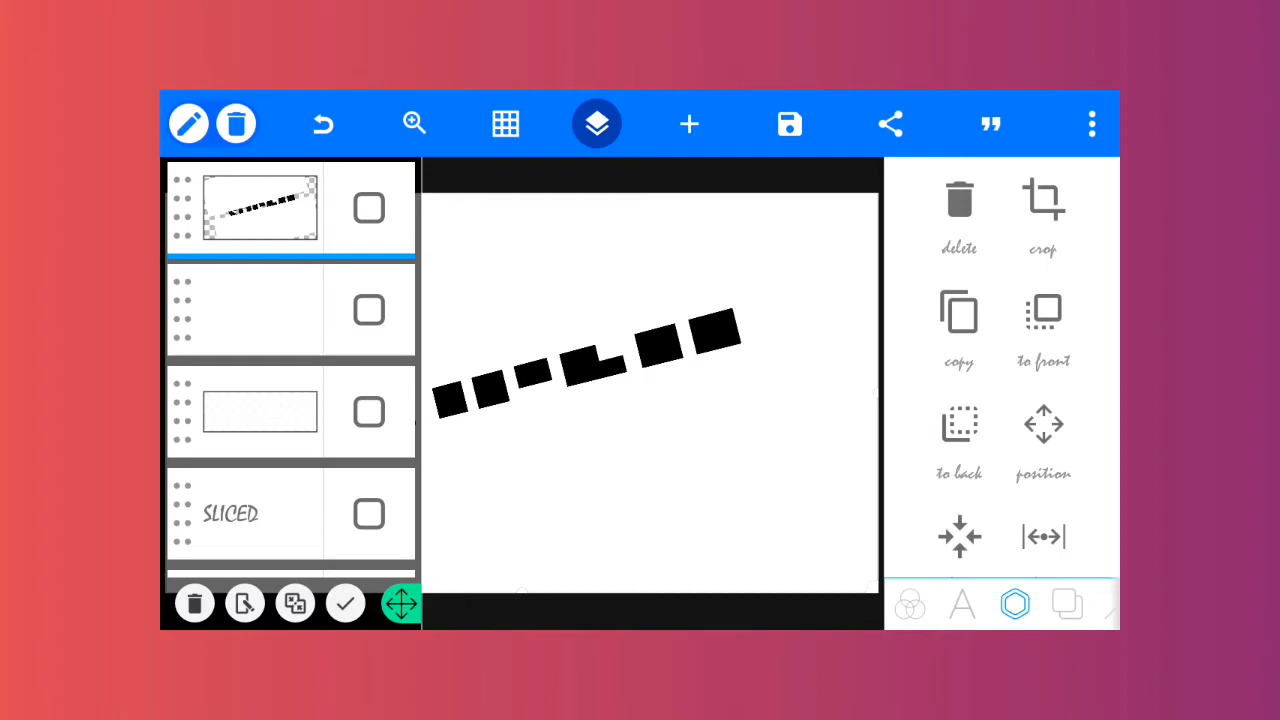 delete
crop
copy
to front
to back
position
SLICED